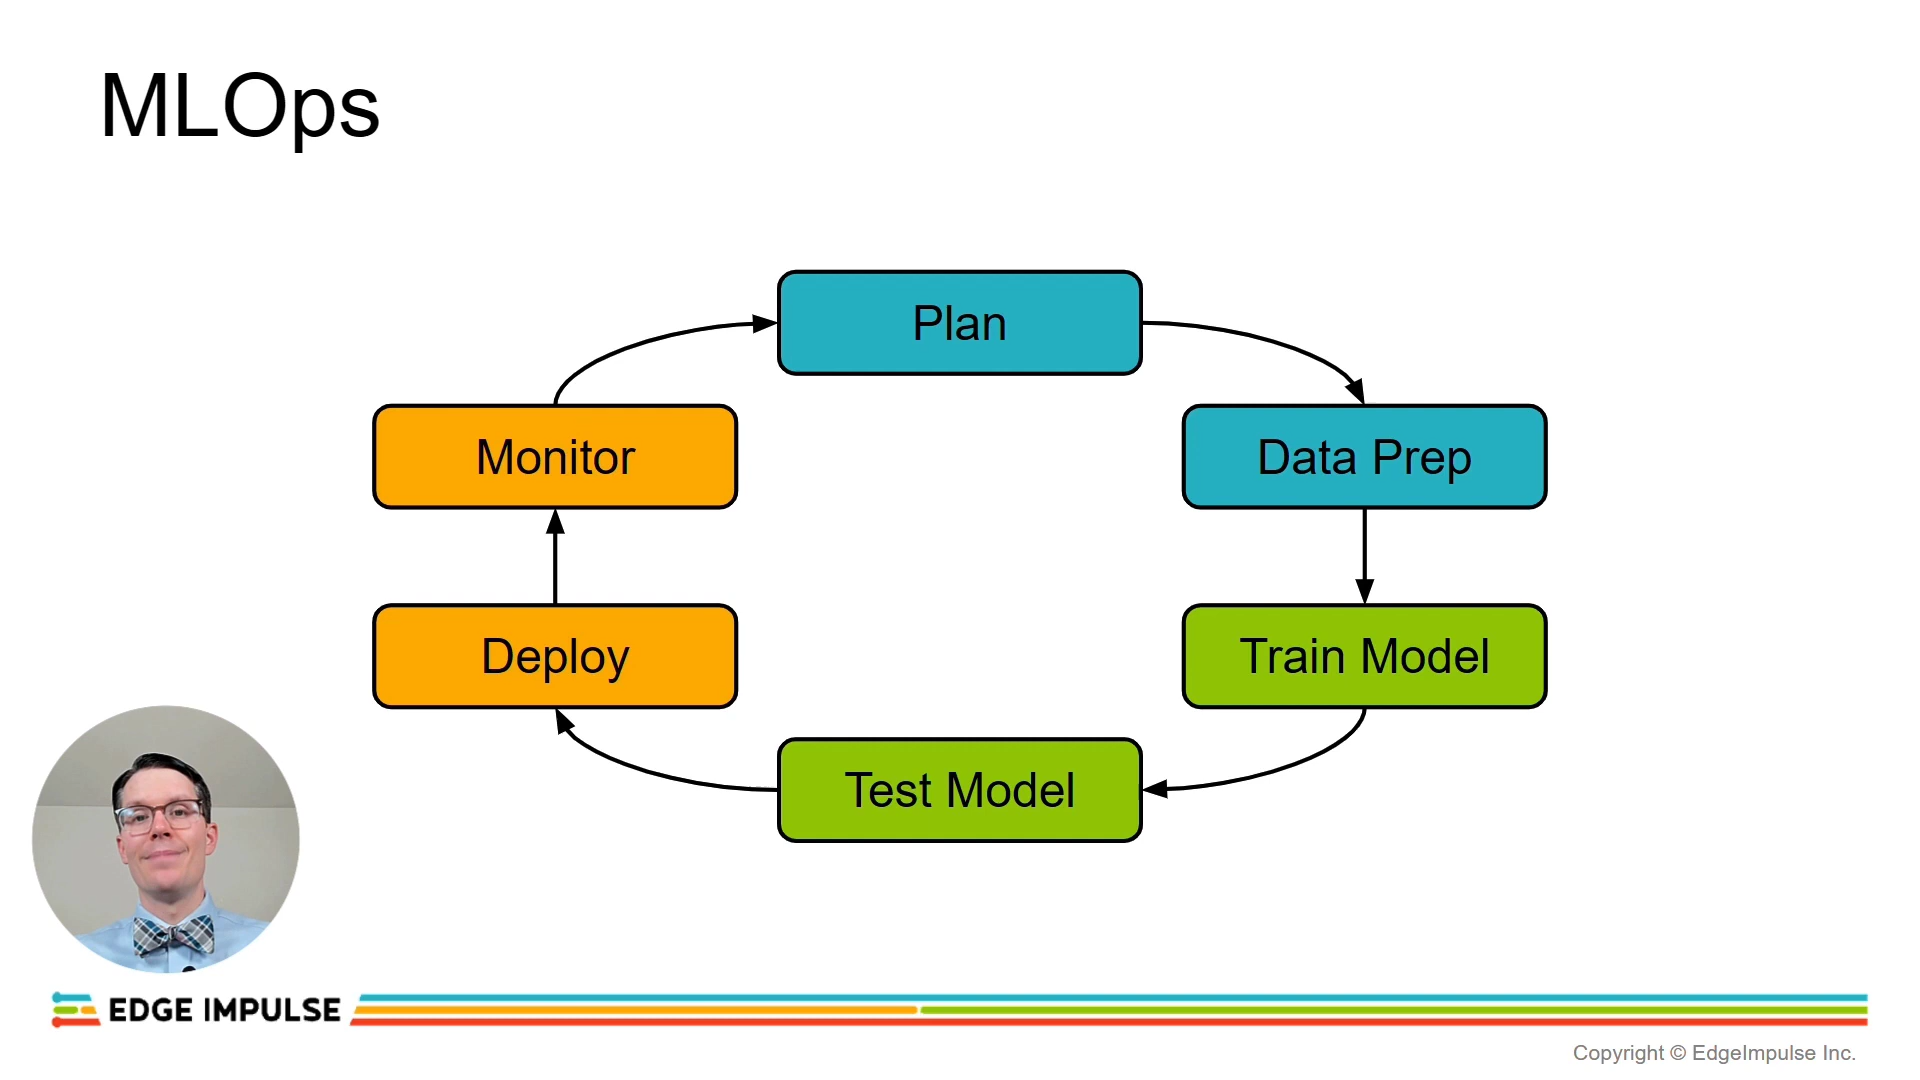 MLOps
Plan
Monitor
Data Prep
Deploy
Train Model
Test Model
EDGE IMPULSE
Copyright © EdgeImpulse Inc.